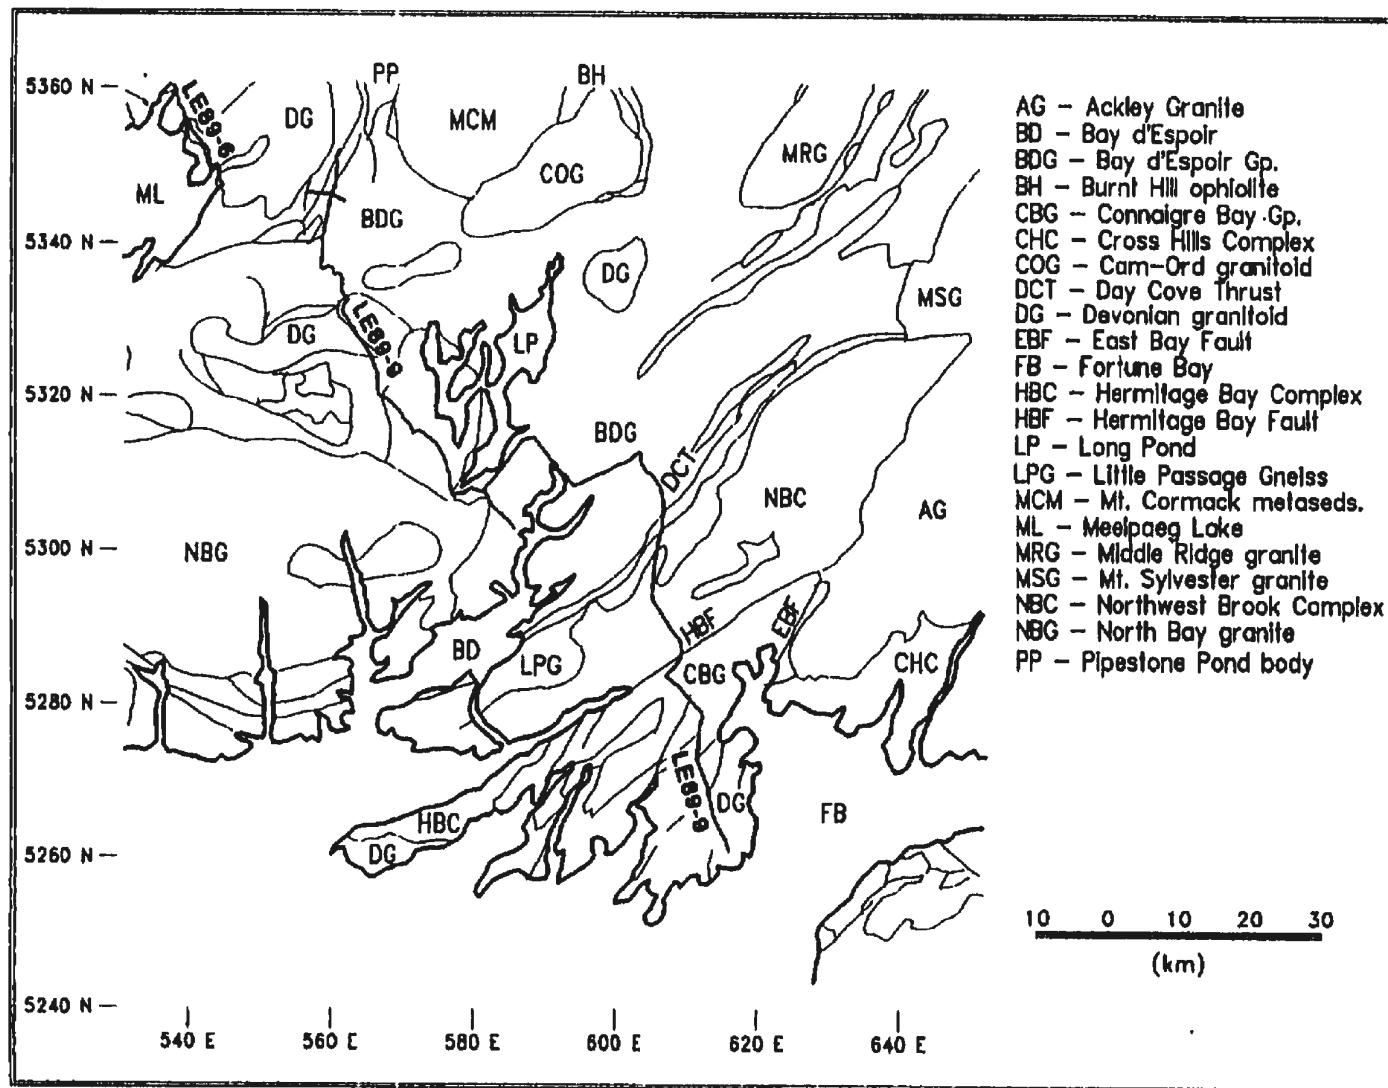 PP
BH
5360 N
LE89-6
DG
MCM
MRG
COG
ML
BDG
5340 N
DG
MSG
LE89-9
DG
LP
5320 N
BDG
DCT
NBC
AG
5300 N
NBG
HBF
EBF
BD
LPG
CBG
CHC
5280 N
LE89-9
DG
HBC
FB
DG
5260 N
5240 N
540 E
560 E
580 E
600 E
620 E
640 E
AG - Ackley Granite
BD - Bay d'Espoir
BDG - Bay d'Espoir Gp.
BH - Burnt Hill ophiolite
CBG - Connaigre Bay Gp.
CHC - Cross Hills Complex
COG - Cam-Ord granitoid
DCT - Day Cove Thrust
DG - Devonian granitoid
EBF - East Bay Fault
FB - Fortune Bay
HBC - Hermitage Bay Complex
HBF - Hermitage Bay Fault
LP - Long Pond
LPG - Little Passage Gneiss
MCM - Mt. Cormack metaseds.
ML - Meelpaeg Lake
MRG - Middle Ridge granite
MSG - Mt. Sylvester granite
NBC - Northwest Brook Complex
NBG - North Bay granite
PP - Pipestone Pond body
10 0 10 20 30
(km)